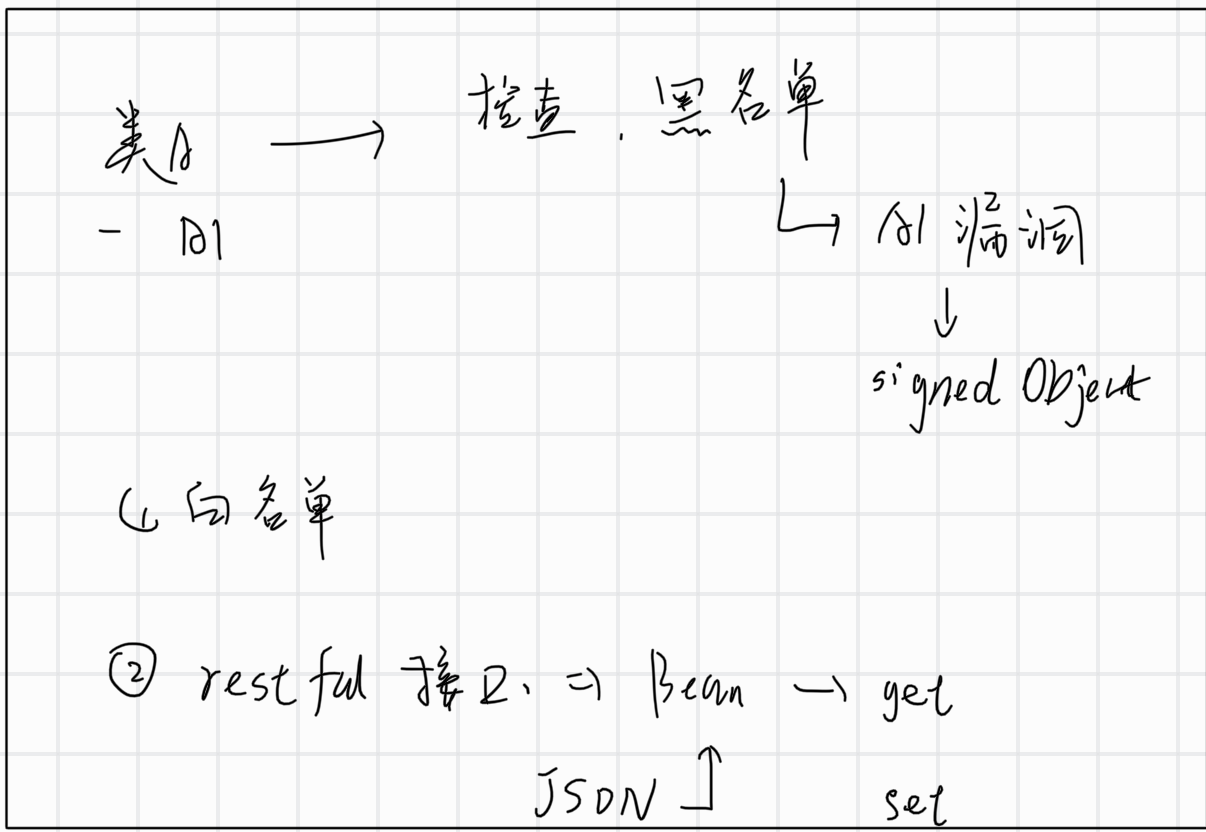 类A → 检查. 黑名单
- A1 ↳ A1 漏洞
↓
signed Object
白名单
② restful 接口. => Bean → get
JSON set